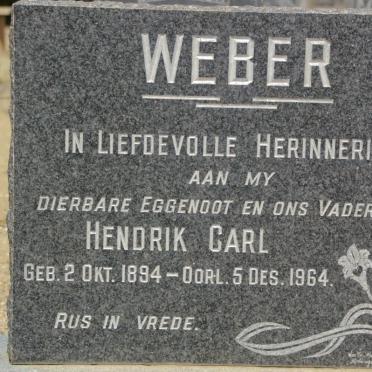 WEBER
IN LIEFDEVOLLE HERINNERI
AAN MY
DIERBARE EGGENOOT EN ONS VADER
HENDRIK CARL
GEB. 2 OKT. 1894 – OORL. 5 DES. 1964.
RUS IN VREDE.